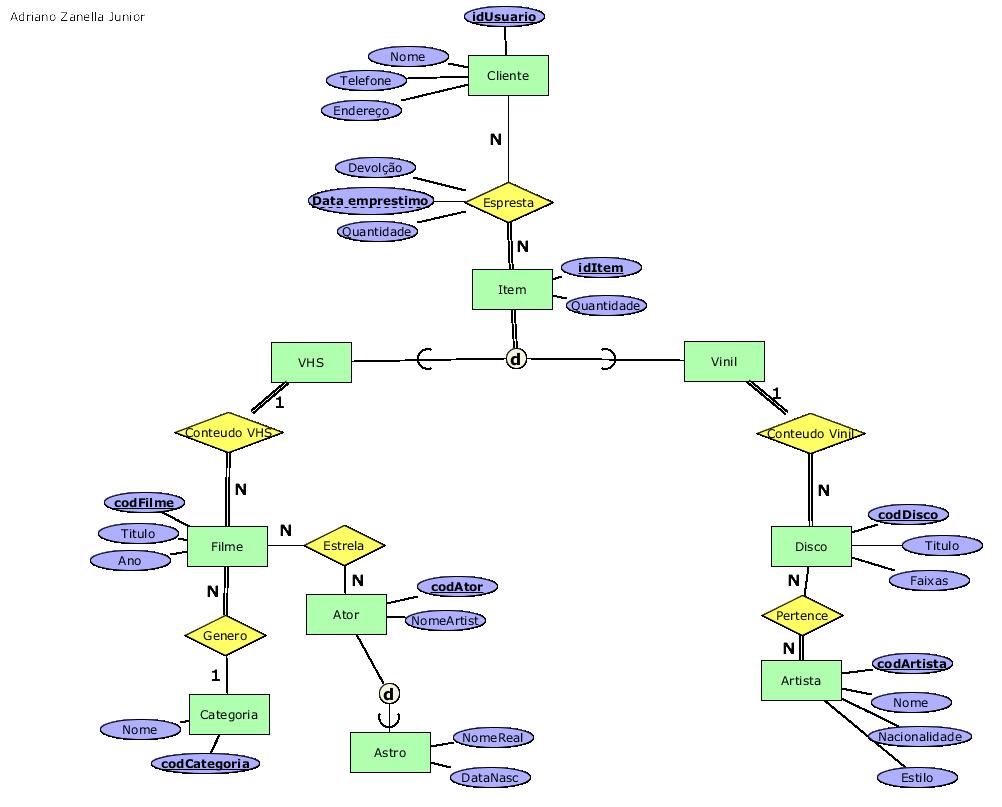 Adriano Zanella Junior
idUsuario
Nome
Cliente
Telefone
Endereço
N
Devolção
Data emprestimo
Espresta
Quantidade
N
idItem
Item
Quantidade
VHS
d
Vinil
1
1
Conteudo VHS
Conteudo Vinil
N
N
codFilme
Titulo
Ano
Filme
N
Estrela
codDisco
Disco
Titulo
Faixas
N
N
N
codAtor
Ator
NomeArtist
Genero
Pertence
1
N
codArtista
Artista
Nome
Nacionalidade
Estilo
d
Categoria
Nome
codCategoria
Astro
NomeReal
DataNasc